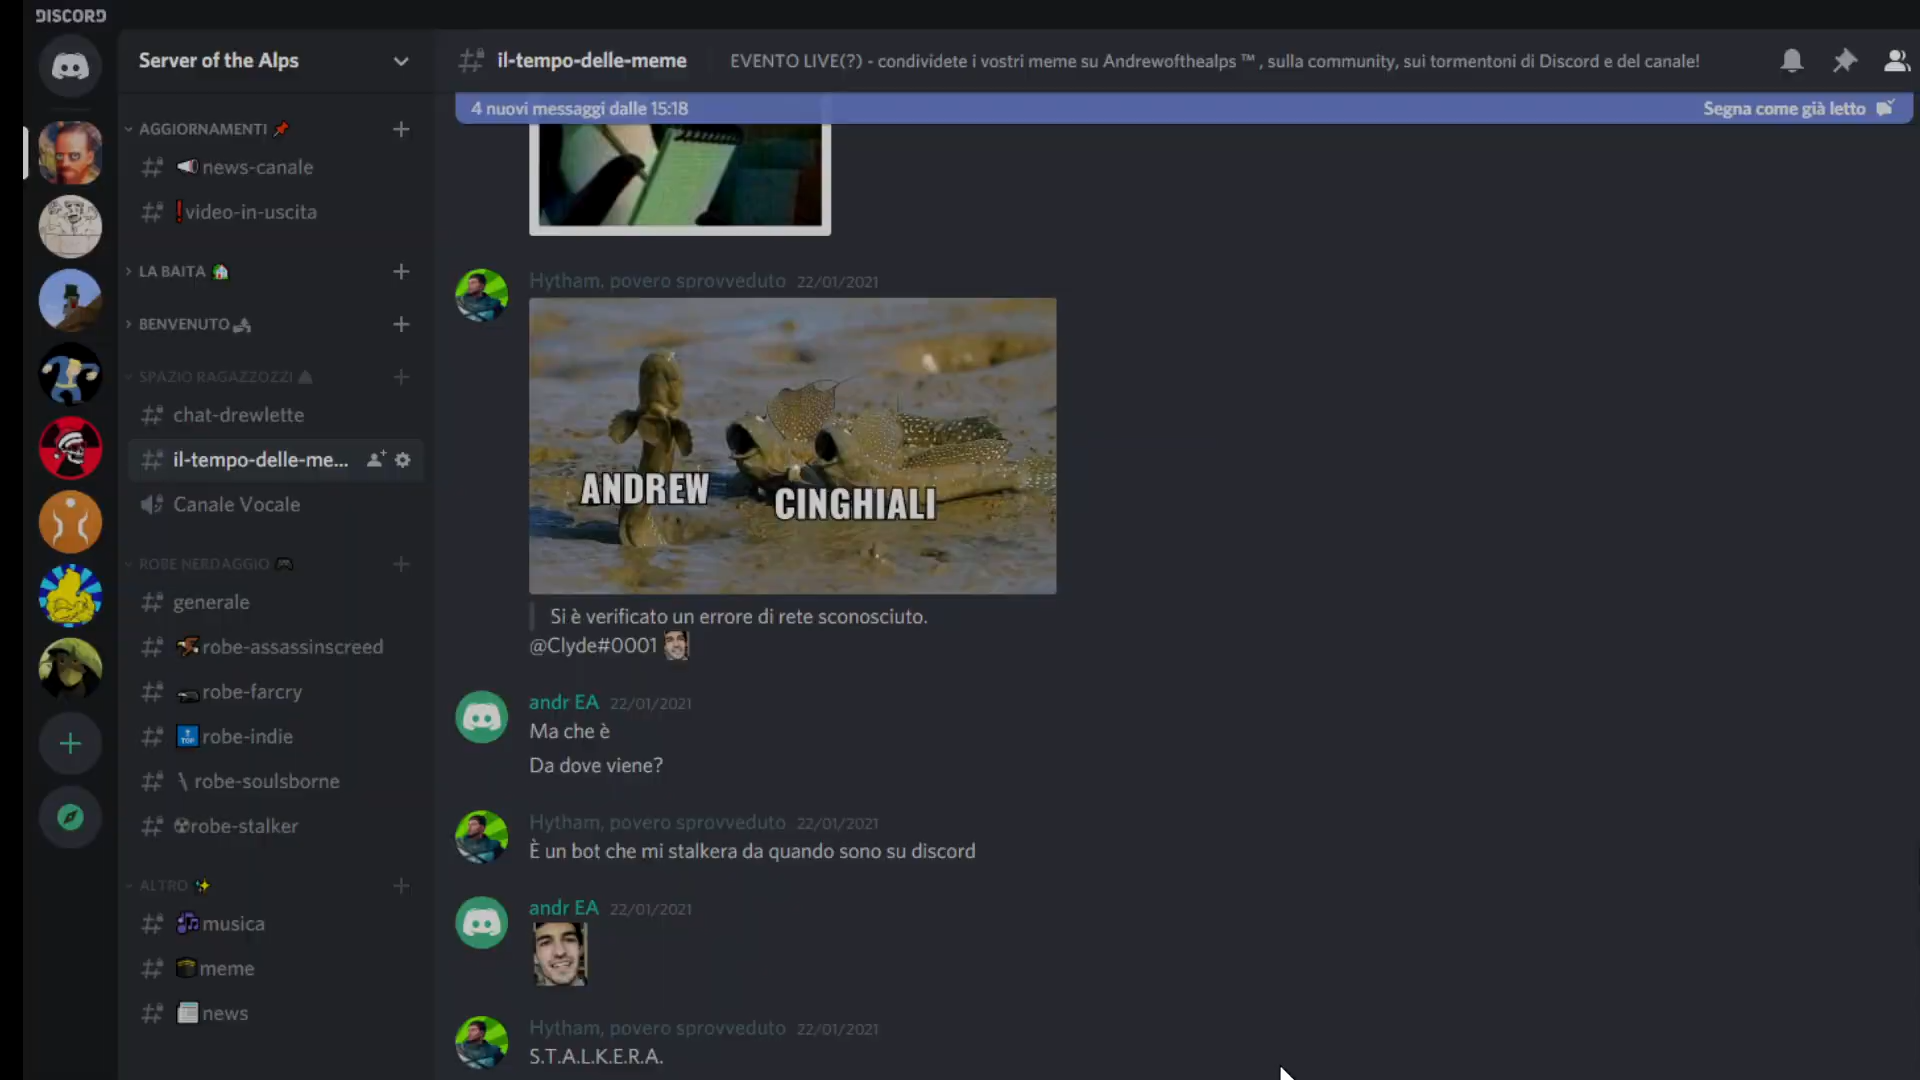 DISCORD
Server of the Alps
il-tempo-delle-meme
EVENTO LIVE(?) - condividete i vostri meme su Andrewofthealps ™ , sulla community, sui tormentoni di Discord e del canale!
4 nuovi messaggi dalle 15:18
Segna come già letto
AGGIORNAMENTI
news-canale
video-in-uscita
LA BAITA
BENVENUTO
SPAZIO RAGAZZOZZI
chat-drewlette
il-tempo-delle-me...
Canale Vocale
ROBE NERDAGGIO
generale
robe-assassinscreed
robe-farcry
TOP
robe-indie
robe-soulsborne
robe-stalker
ALTRO
musica
meme
news
Hytham, povero sprovveduto 22/01/2021
ANDREW
CINGHIALI
Si è verificato un errore di rete sconosciuto.
@Clyde#0001
andr EA 22/01/2021
Ma che è
Da dove viene?
Hytham, povero sprovveduto 22/01/2021
È un bot che mi stalkera da quando sono su discord
andr EA 22/01/2021
Hytham, povero sprovveduto 22/01/2021
S.T.A.L.K.E.R.A.